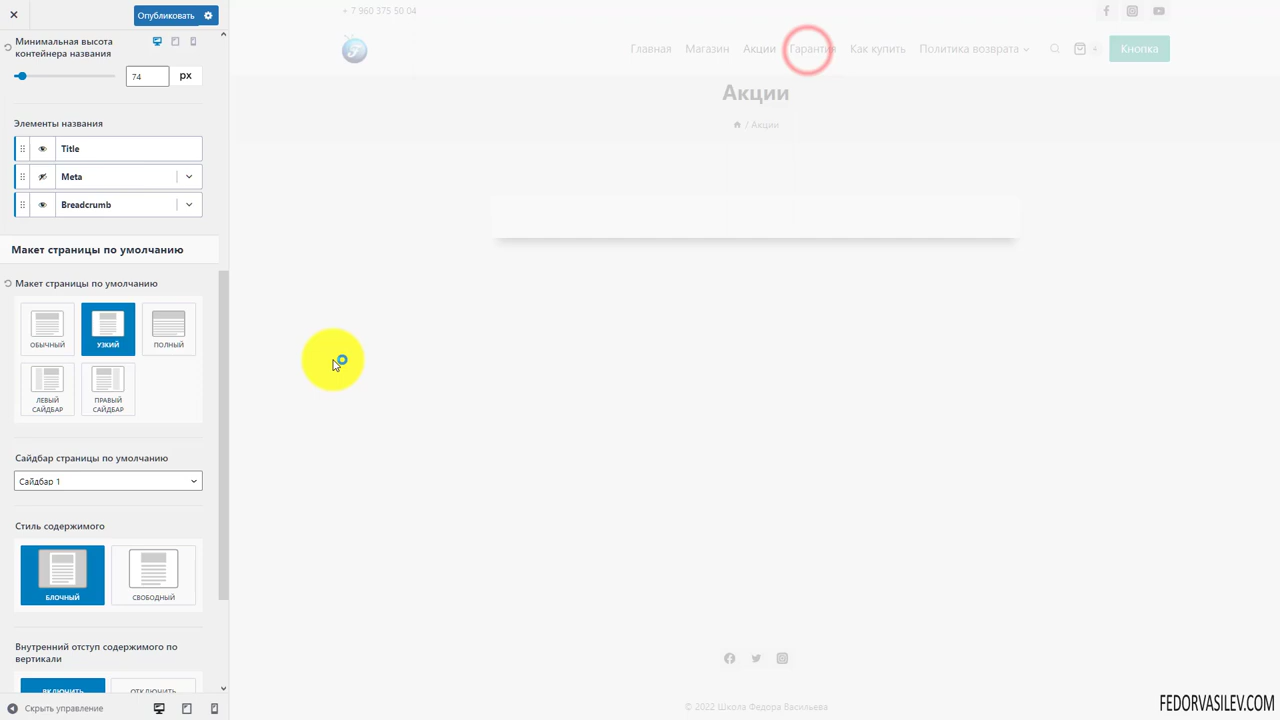 Опубликовать
Минимальная высота
контейнера названия
74
px
Элементы названия
Title
Meta
Breadcrumb
Макет страницы по умолчанию
Макет страницы по умолчанию
ОБЫЧНЫЙ
УЗКИЙ
ПОЛНЫЙ
ЛЕВЫЙ
САЙДБАР
ПРАВЫЙ
САЙДБАР
Сайдбар страницы по умолчанию
Сайдбар 1
Стиль содержимого
БЛОЧНЫЙ
СВОБОДНЫЙ
Внутренний отступ содержимого по
вертикали
ВКЛЮЧИТЬ
ОТКЛЮЧИТЬ
Скрыть управление
+ 7 960 375 50 04
Главная Магазин Акции Гарантия Как купить Политика возврата 4 Кнопка
Акции
/ Акции
© 2022 Школа Федора Васильева
FEDORVASILEV.COM